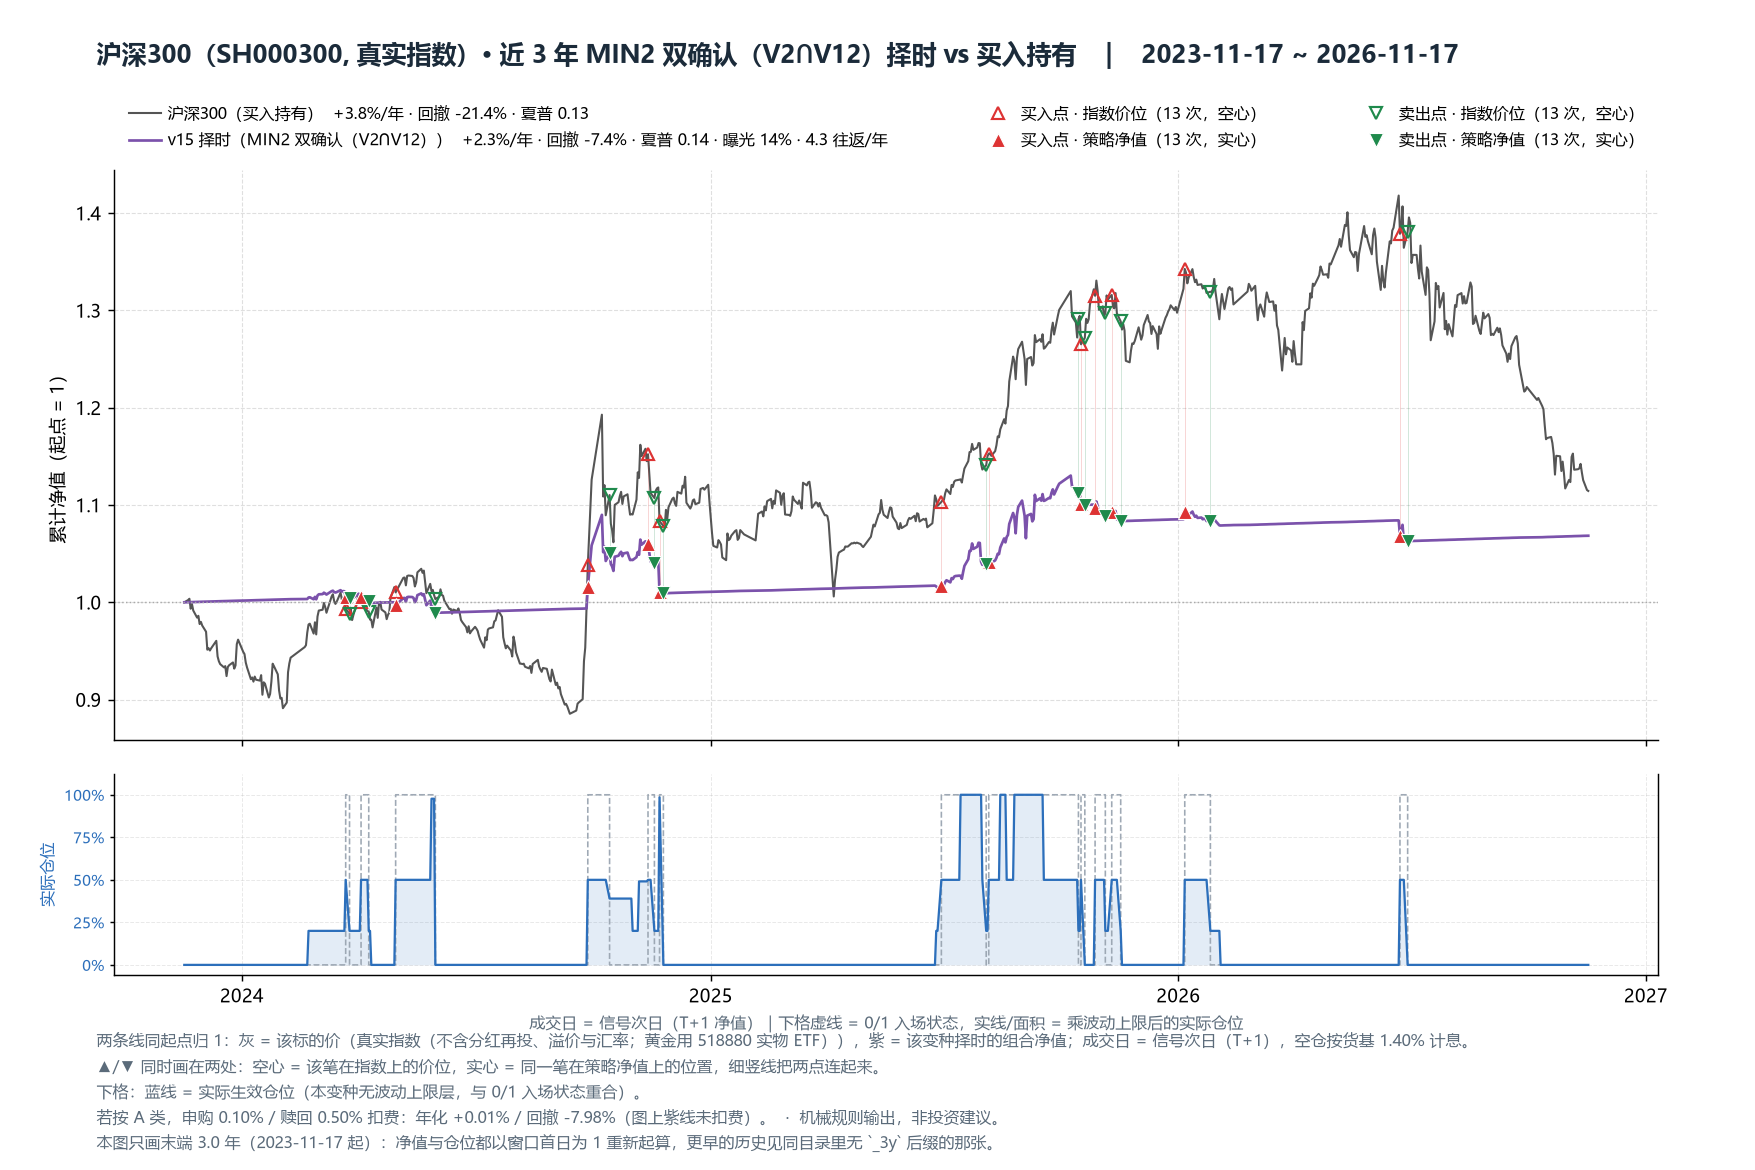 沪深300（SH000300, 真实指数）• 近 3 年 MIN2 双确认（V2∩V12）择时 vs 买入持有 | 2023-11-17 ~ 2026-11-17
沪深300（买入持有） +3.8%/年 · 回撤 -21.4% · 夏普 0.13
v15 择时（MIN2 双确认（V2∩V12）） +2.3%/年 · 回撤 -7.4% · 夏普 0.14 · 曝光 14% · 4.3 往返/年
买入点 · 指数价位（13 次，空心）
买入点 · 策略净值（13 次，实心）
卖出点 · 指数价位（13 次，空心）
卖出点 · 策略净值（13 次，实心）
累计净值（起点 = 1）
1.4
1.3
1.2
1.1
1.0
0.9
实际仓位
100%
75%
50%
25%
0%
2024
2025
2026
2027
成交日 = 信号次日（T+1 净值）| 下格虚线 = 0/1 入场状态，实线/面积 = 乘波动上限后的实际仓位
两条线同起点归 1：灰 = 该标的价（真实指数（不含分红再投、溢价与汇率；黄金用 518880 实物 ETF）），紫 = 该变种择时的组合净值；成交日 = 信号次日（T+1），空仓按货基 1.40% 计息。
▲/▼ 同时画在两处：空心 = 该笔在指数上的价位，实心 = 同一笔在策略净值上的位置，细竖线把两点连起来。
下格：蓝线 = 实际生效仓位（本变种无波动上限层，与 0/1 入场状态重合）。
若按 A 类，申购 0.10% / 赎回 0.50% 扣费：年化 +0.01% / 回撤 -7.98%（图上紫线未扣费）。 · 机械规则输出，非投资建议。
本图只画末端 3.0 年（2023-11-17 起）：净值与仓位都以窗口首日为 1 重新起算，更早的历史见同目录里无 `_3y` 后缀的那张。